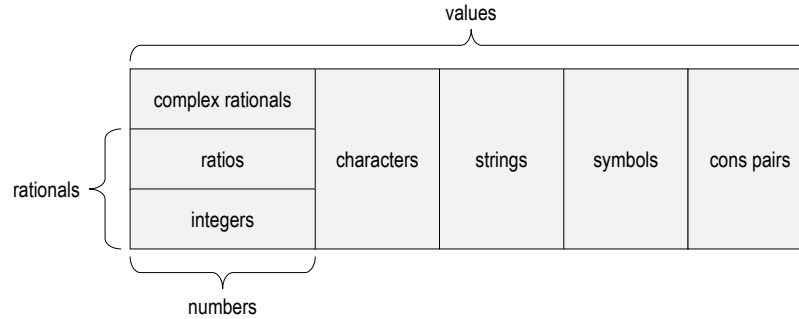 values
complex rationals
ratios
integers
characters
strings
symbols
cons pairs
rationals
numbers